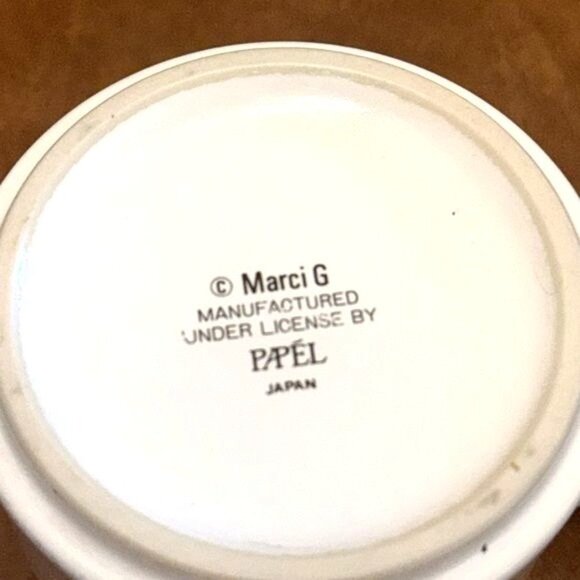 © Marci G
MANUFACTURED
UNDER LICENSE BY
PAPÉL
JAPAN